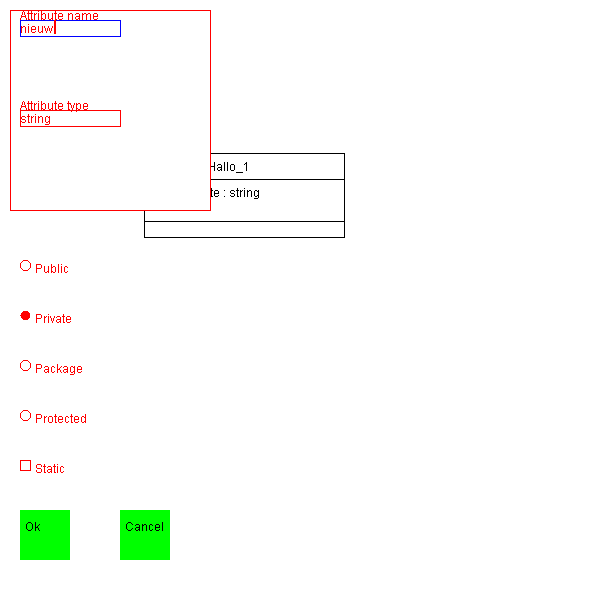 Attribute name
nieuw
Attribute type
string
Hallo_1
te : string
Public
Private
Package
Protected
Static
Ok
Cancel